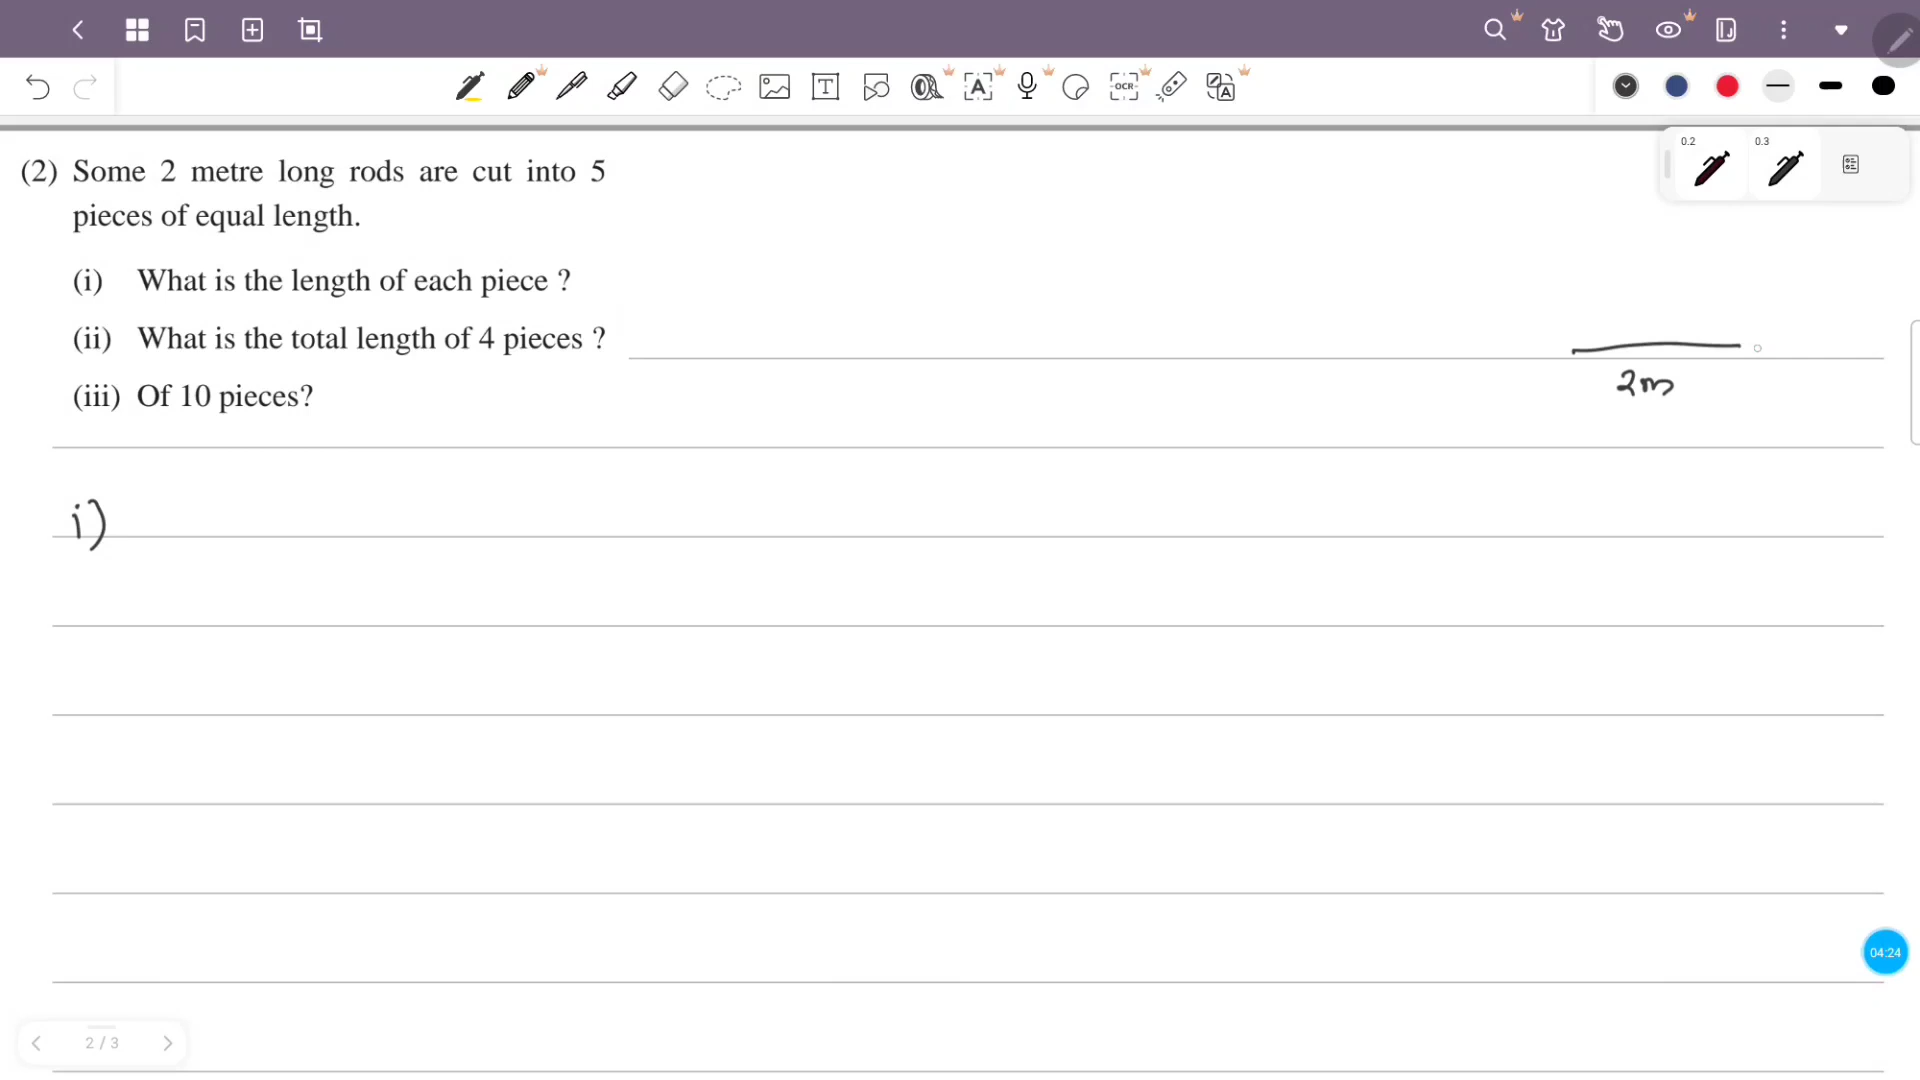 T
A
OCR
A
0.2
0.3
(2) Some 2 metre long rods are cut into 5
pieces of equal length.
(i) What is the length of each piece ?
(ii) What is the total length of 4 pieces ?
(iii) Of 10 pieces?
2m
i)
04:24
2 / 3